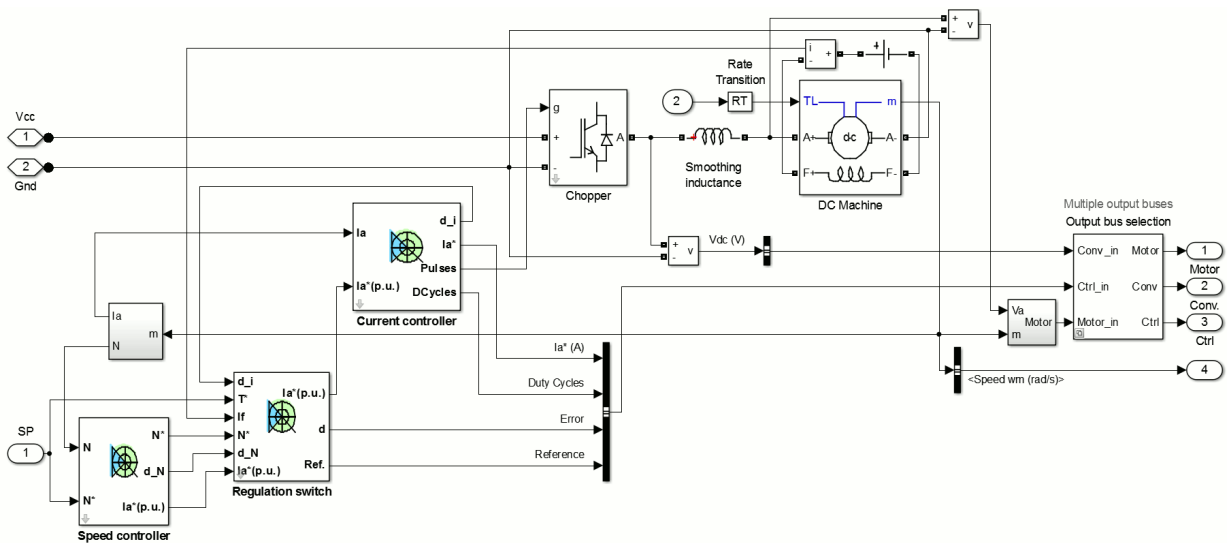 +
-
v
i
+
-
Rate
Transition
2
RT
TL
m
A+
dc
A-
F+
F-
DC Machine
Vcc
1
2
Gnd
g
+
-
A
Chopper
Smoothing
inductance
Ia
Ia*(p.u.)
d_i
Ia*
Pulses
DCycles
Current controller
+
-
v
Vdc (V)
Multiple output buses
Output bus selection
Conv_in
Ctrl_in
Motor_in
Motor
Conv
Ctrl
1
Motor
2
Conv.
3
Ctrl
4
Va
m
Motor
<Speed wm (rad/s)>
Ia
N
m
Ia* (A)
Duty Cycles
Error
Reference
d_i
T*
If
N*
d_N
Ia*(p.u.)
Ia*(p.u.)
d
Ref.
Regulation switch
SP
1
N
N*
N*
d_N
Ia*(p.u.)
Speed controller